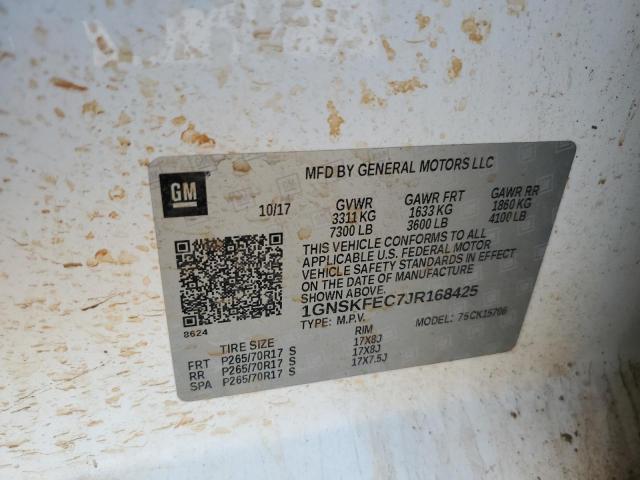 GM
MFD BY GENERAL MOTORS LLC
10/17
GVWR GAWR FRT GAWR RR
3311 KG 1633 KG 1860 KG
7300 LB 3600 LB 4100 LB
THIS VEHICLE CONFORMS TO ALL
APPLICABLE U.S. FEDERAL MOTOR
VEHICLE SAFETY STANDARDS IN EFFECT
ON THE DATE OF MANUFACTURE
SHOWN ABOVE.
1GNSKFEC7JR168425
8624
TYPE: M.P.V. MODEL: 75CK15706
TIRE SIZE RIM
FRT P265/70R17 S 17X8J
RR P265/70R17 S 17X8J
SPA P265/70R17 S 17X7.5J